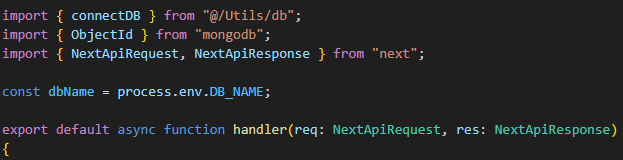 import { connectDB } from "@/Utils/db";
import { ObjectId } from "mongodb";
import { NextApiRequest, NextApiResponse } from "next";
const dbName = process.env.DB_NAME;
export default async function handler(req: NextApiRequest, res: NextApiResponse)
{